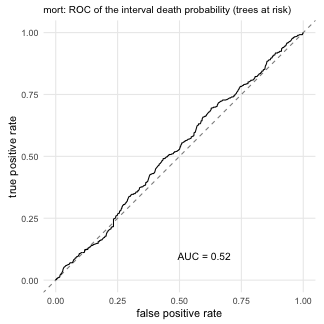 mort: ROC of the interval death probability (trees at risk)
1.00
0.75
0.50
0.25
0.00
true positive rate
AUC = 0.52
0.00 0.25 0.50 0.75 1.00
false positive rate